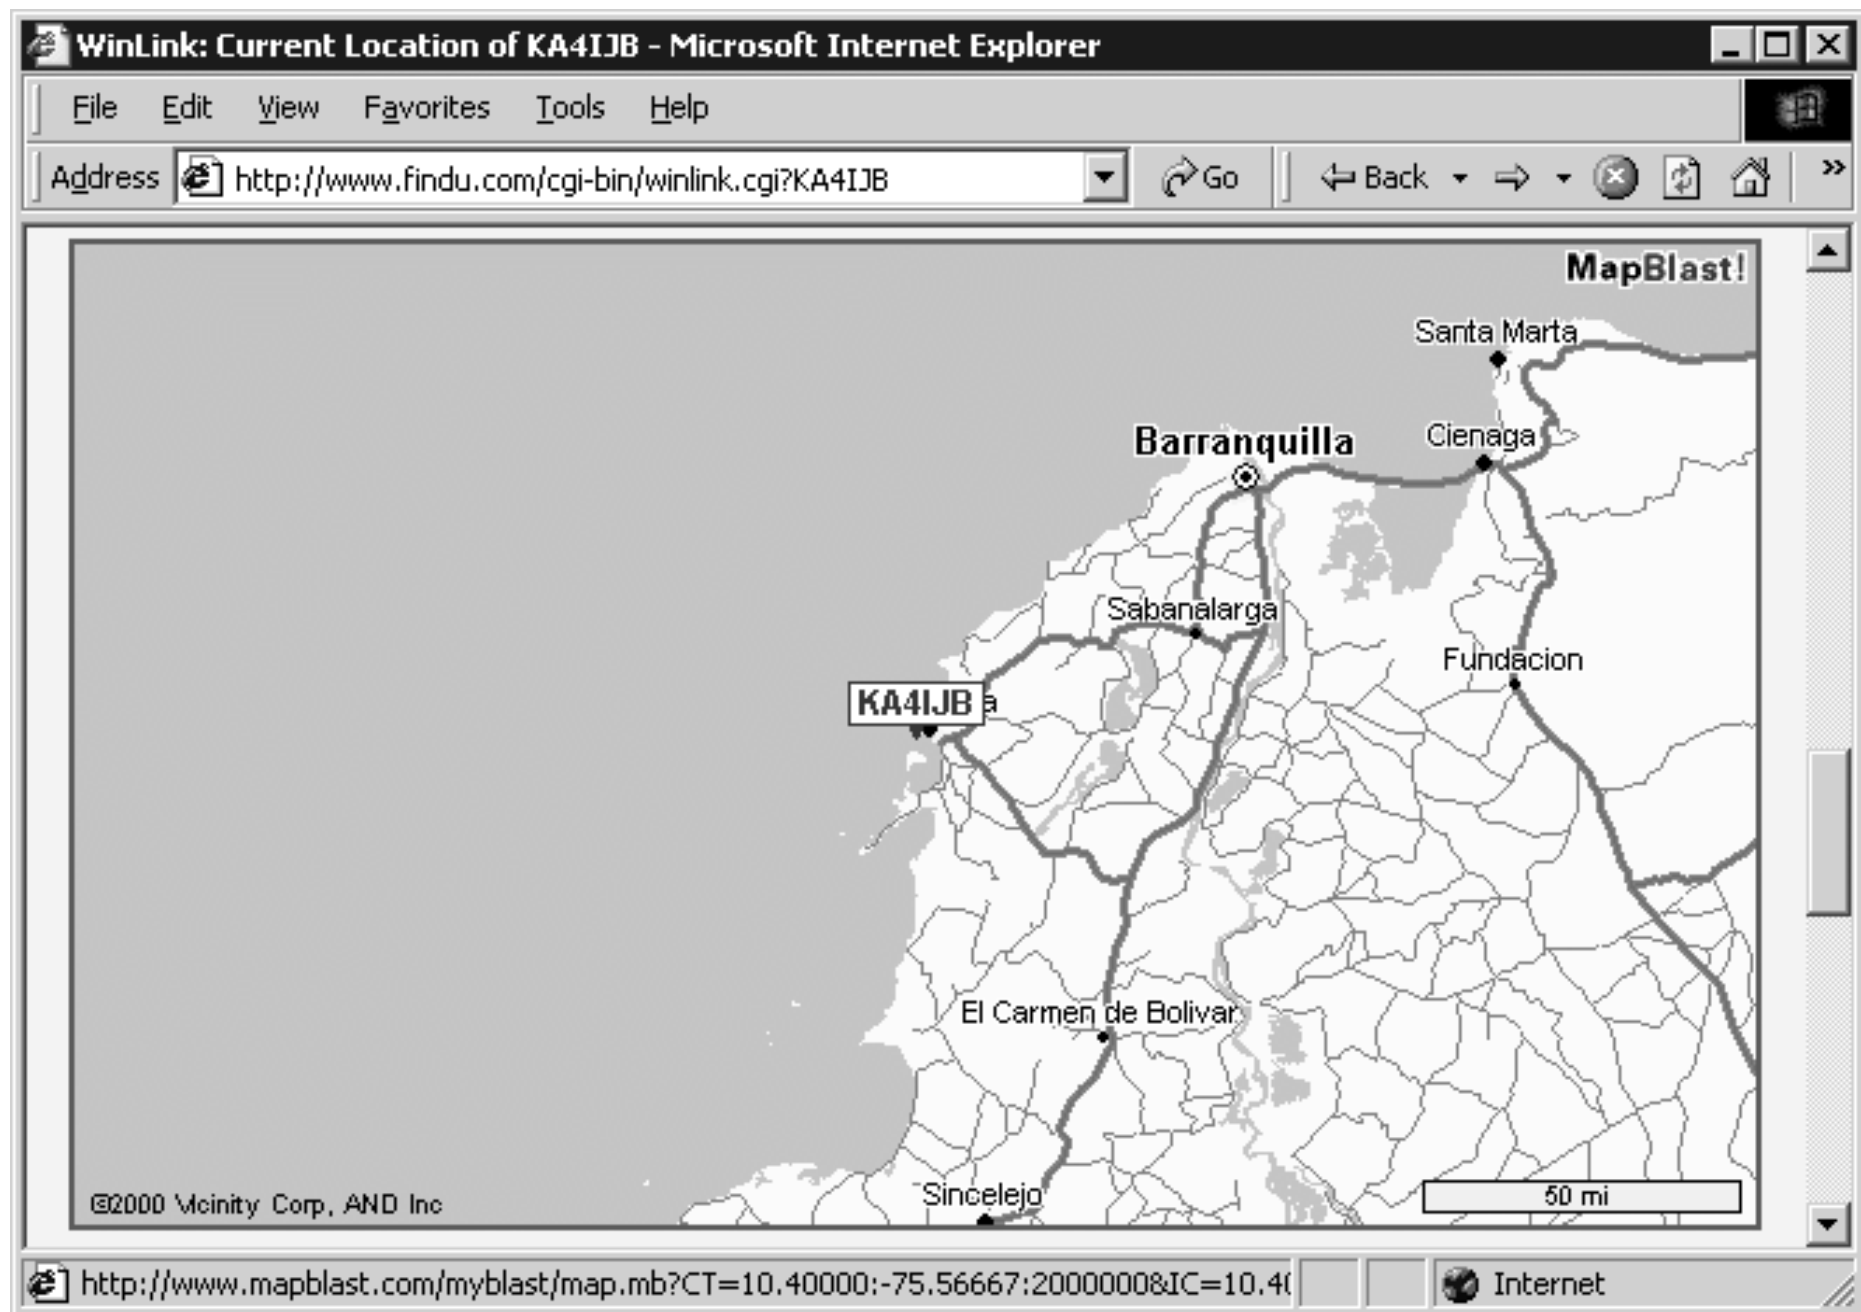 WinLink: Current Location of KA4IJB - Microsoft Internet Explorer
File Edit View Favorites Tools Help
Address http://www.findu.com/cgi-bin/winlink.cgi?KA4IJB Go Back »
MapBlast!
Santa Marta
Barranquilla
Cienaga
Sabanalarga
Fundacion
KA4IJB a
El Carmen de Bolivar
Sincelejo
50 mi
©2000 Vicinity Corp, AND Inc
http://www.mapblast.com/myblast/map.mb?CT=10.40000:-75.56667:2000000&IC=10.40 Internet